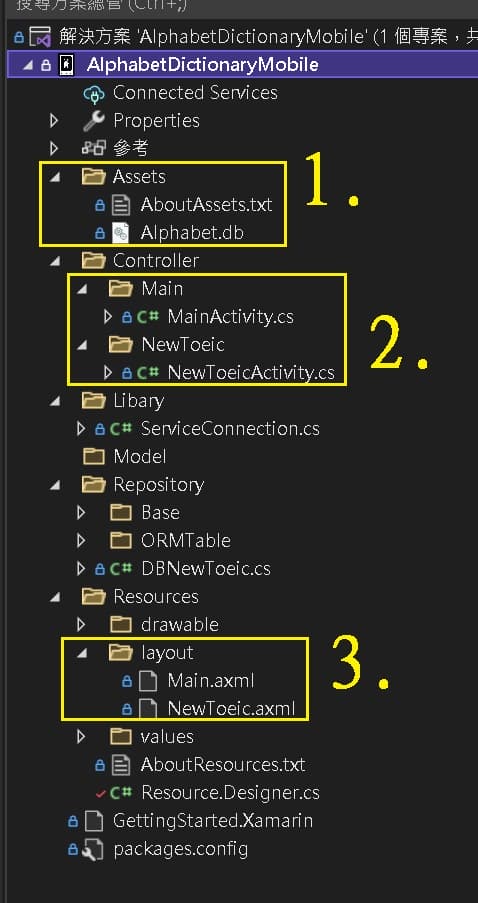 搜尋方案總管 (Ctrl+;)
解決方案 'AlphabetDictionaryMobile' (1 個專案，共
AlphabetDictionaryMobile
Connected Services
Properties
參考
Assets
1.
AboutAssets.txt
Alphabet.db
Controller
Main
MainActivity.cs
2.
NewToeic
NewToeicActivity.cs
Libary
ServiceConnection.cs
Model
Repository
Base
ORMTable
DBNewToeic.cs
Resources
drawable
layout
3.
Main.axml
NewToeic.axml
values
AboutResources.txt
Resource.Designer.cs
GettingStarted.Xamarin
packages.config